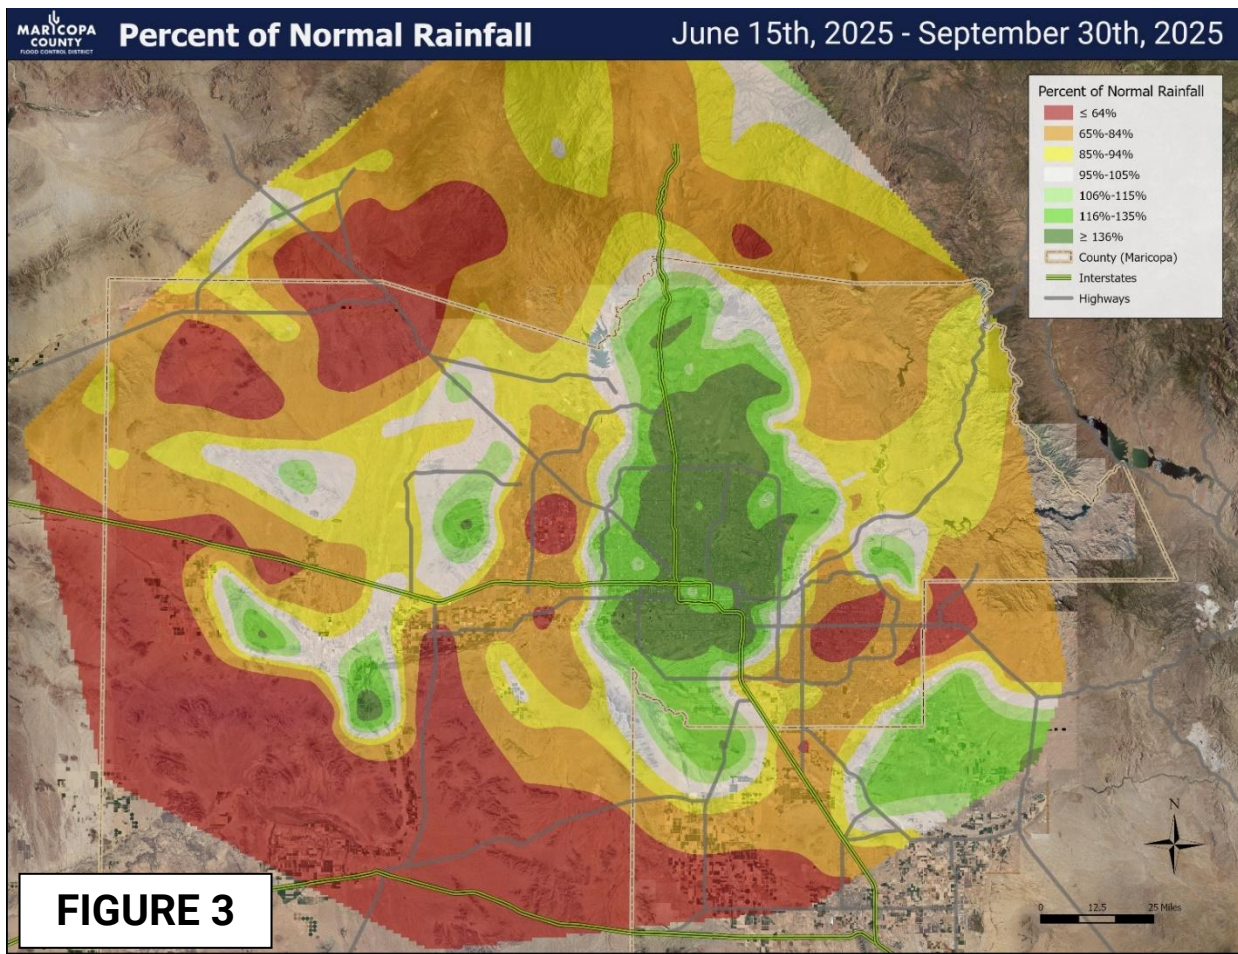 MARICOPA
COUNTY
FLOOD CONTROL DISTRICT
Percent of Normal Rainfall
June 15th, 2025 - September 30th, 2025
Percent of Normal Rainfall
≤ 64%
65%-84%
85%-94%
95%-105%
106%-115%
116%-135%
≥ 136%
County (Maricopa)
Interstates
Highways
N
0 12.5 25 Miles
FIGURE 3